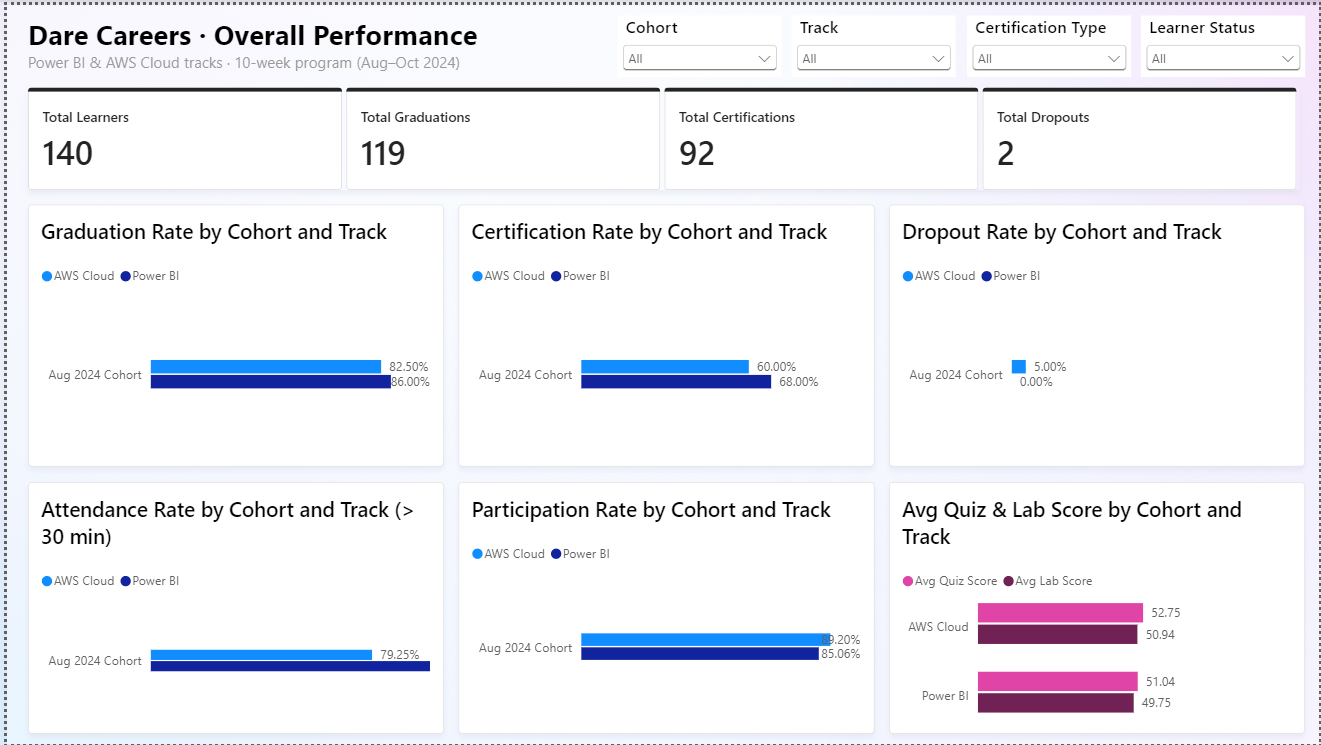 Dare Careers · Overall Performance
Power BI & AWS Cloud tracks · 10-week program (Aug–Oct 2024)
Cohort
All
Track
All
Certification Type
All
Learner Status
All
Total Learners
140
Total Graduations
119
Total Certifications
92
Total Dropouts
2
Graduation Rate by Cohort and Track
AWS Cloud Power BI
Aug 2024 Cohort
82.50%
86.00%
Certification Rate by Cohort and Track
AWS Cloud Power BI
Aug 2024 Cohort
60.00%
68.00%
Dropout Rate by Cohort and Track
AWS Cloud Power BI
Aug 2024 Cohort
5.00%
0.00%
Attendance Rate by Cohort and Track (>
30 min)
AWS Cloud Power BI
Aug 2024 Cohort
79.25%
Participation Rate by Cohort and Track
AWS Cloud Power BI
Aug 2024 Cohort
89.20%
85.06%
Avg Quiz & Lab Score by Cohort and
Track
Avg Quiz Score Avg Lab Score
AWS Cloud
52.75
50.94
Power BI
51.04
49.75